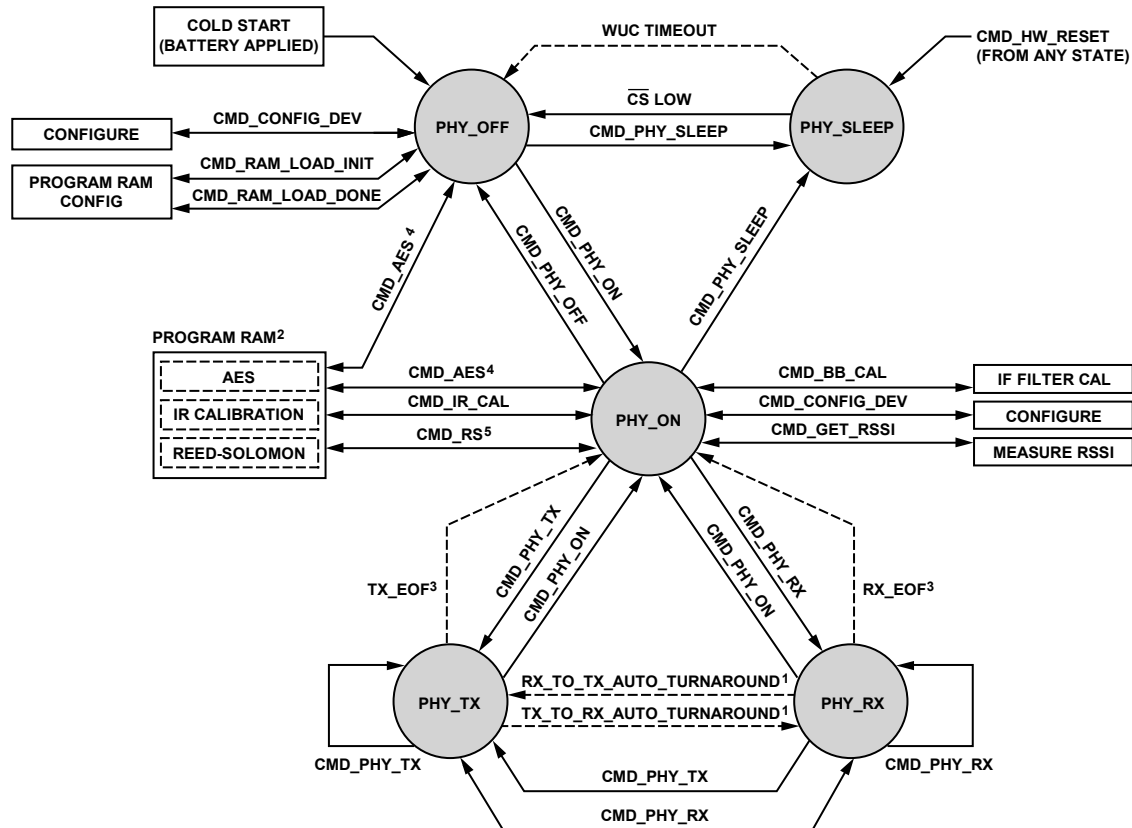 COLD START
(BATTERY APPLIED)
WUC TIMEOUT
CMD_HW_RESET
(FROM ANY STATE)
PHY_OFF
CS LOW
CMD_PHY_SLEEP
PHY_SLEEP
CONFIGURE
CMD_CONFIG_DEV
PROGRAM RAM
CONFIG
CMD_RAM_LOAD_INIT
CMD_RAM_LOAD_DONE
CMD_AES 4
CMD_PHY_OFF
CMD_PHY_ON
CMD_PHY_SLEEP
PROGRAM RAM2
AES
IR CALIBRATION
REED-SOLOMON
CMD_AES4
CMD_IR_CAL
CMD_RS5
PHY_ON
CMD_BB_CAL
CMD_CONFIG_DEV
CMD_GET_RSSI
IF FILTER CAL
CONFIGURE
MEASURE RSSI
TX_EOF3
CMD_PHY_TX
CMD_PHY_ON
CMD_PHY_ON
CMD_PHY_RX
RX_EOF3
PHY_TX
RX_TO_TX_AUTO_TURNAROUND1
TX_TO_RX_AUTO_TURNAROUND1
PHY_RX
CMD_PHY_TX
CMD_PHY_TX
CMD_PHY_RX
CMD_PHY_RX